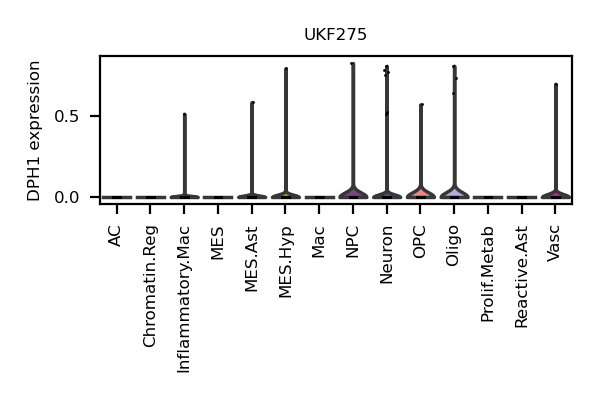 UKF275
DPH1 expression
0.5
0.0
AC
Chromatin.Reg
Inflammatory.Mac
MES
MES.Ast
MES.Hyp
Mac
NPC
Neuron
OPC
Oligo
Prolif.Metab
Reactive.Ast
Vasc